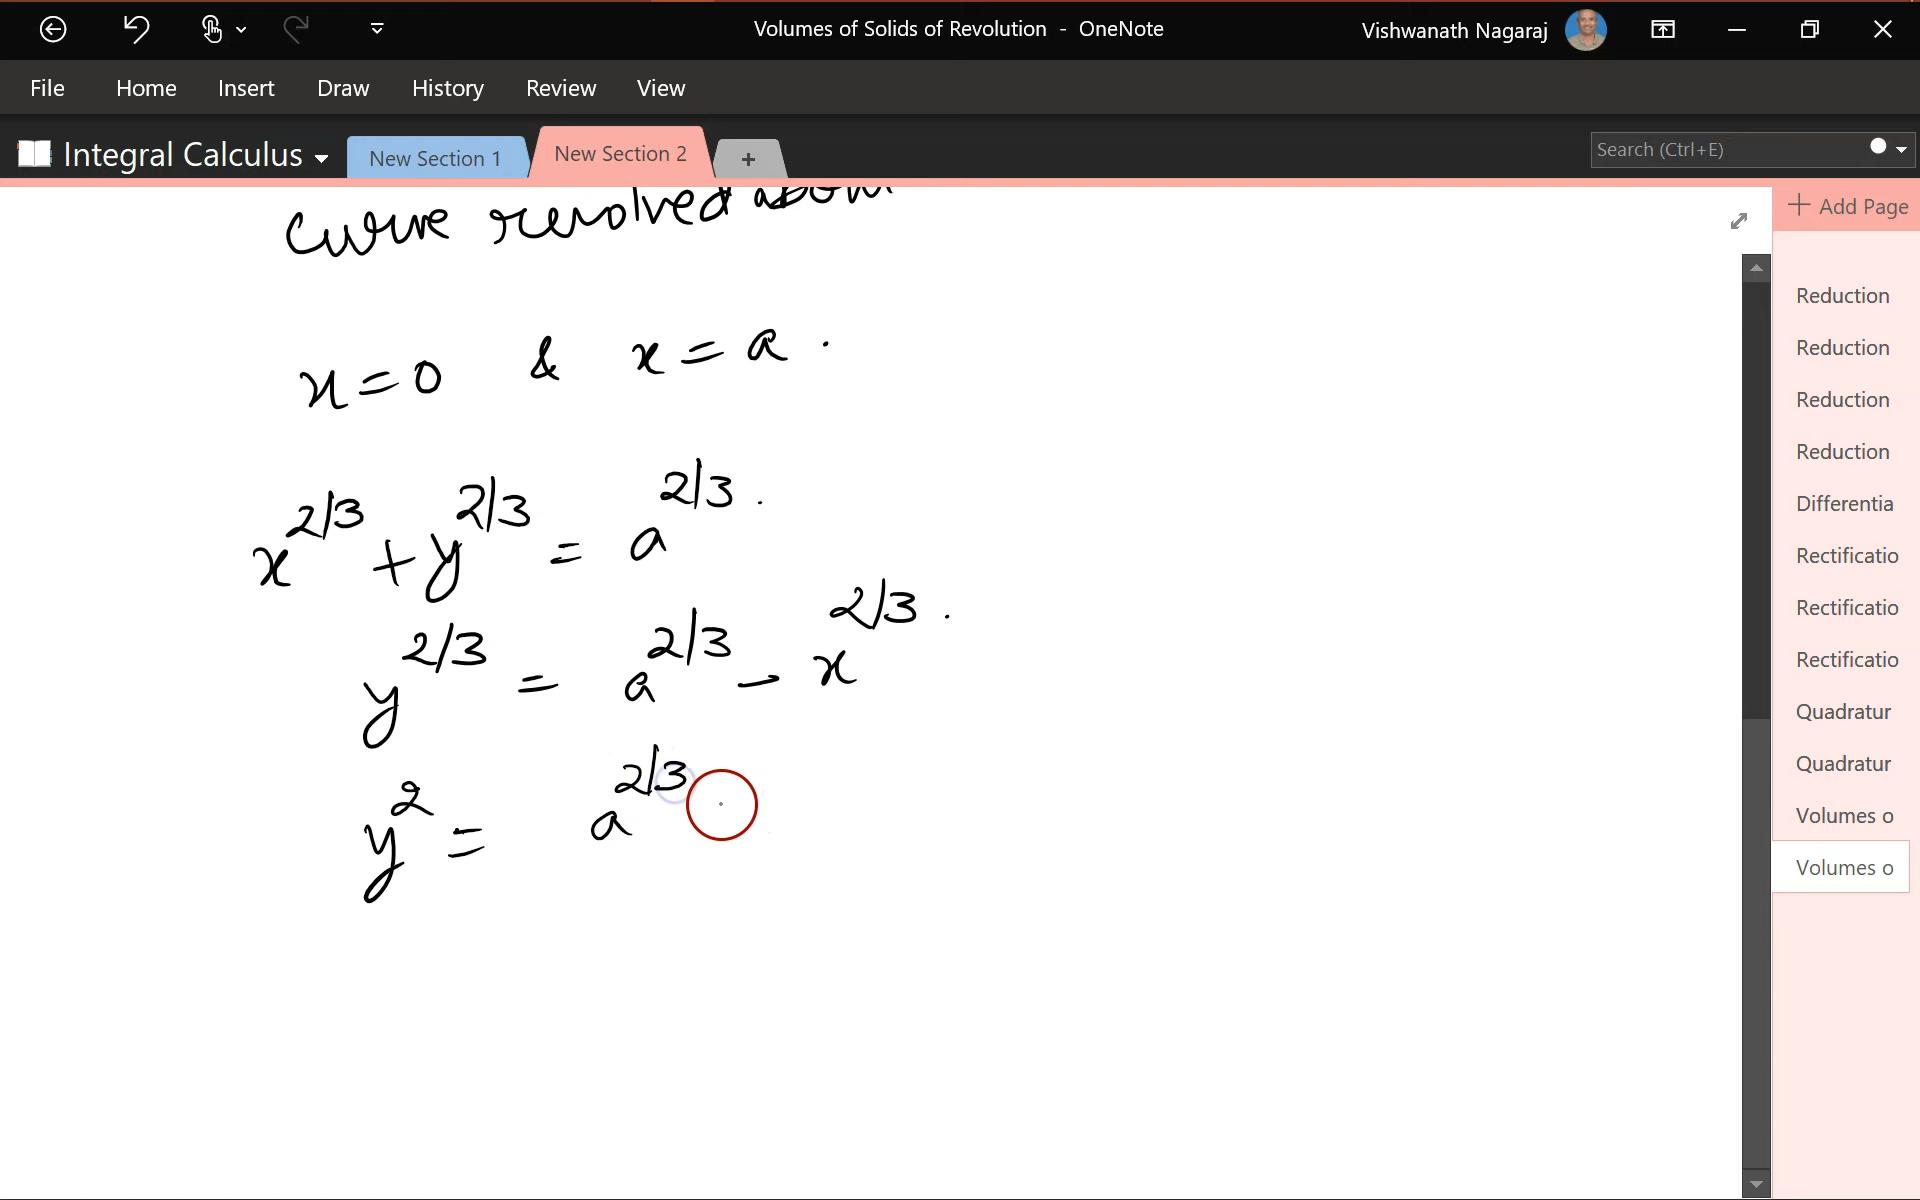 Volumes of Solids of Revolution - OneNote
Vishwanath Nagaraj
File Home Insert Draw History Review View
Integral Calculus
New Section 1
New Section 2
+
Search (Ctrl+E)
Add Page
Curve revolved about
x = 0 & x = a .
x^2/3 + y^2/3 = a^2/3 .
y^2/3 = a^2/3 - x^2/3 .
y^2 = a^2/3
Reduction
Reduction
Reduction
Reduction
Differentia
Rectificatio
Rectificatio
Rectificatio
Quadratur
Quadratur
Volumes o
Volumes o